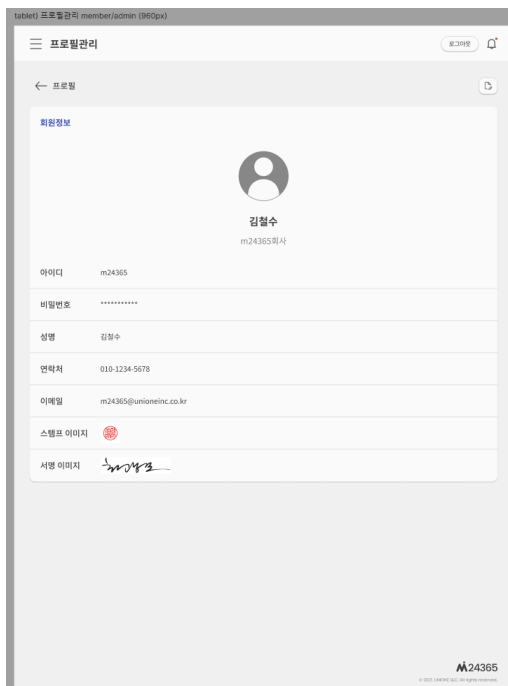 tablet) 프로필관리 member/admin (960px)
프로필관리
로그아웃
프로필
회원정보
김철수
m24365회사
아이디 m24365
비밀번호 ***********
성명 김철수
연락처 010-1234-5678
이메일 m24365@unioneinc.co.kr
스탬프 이미지
서명 이미지
24365